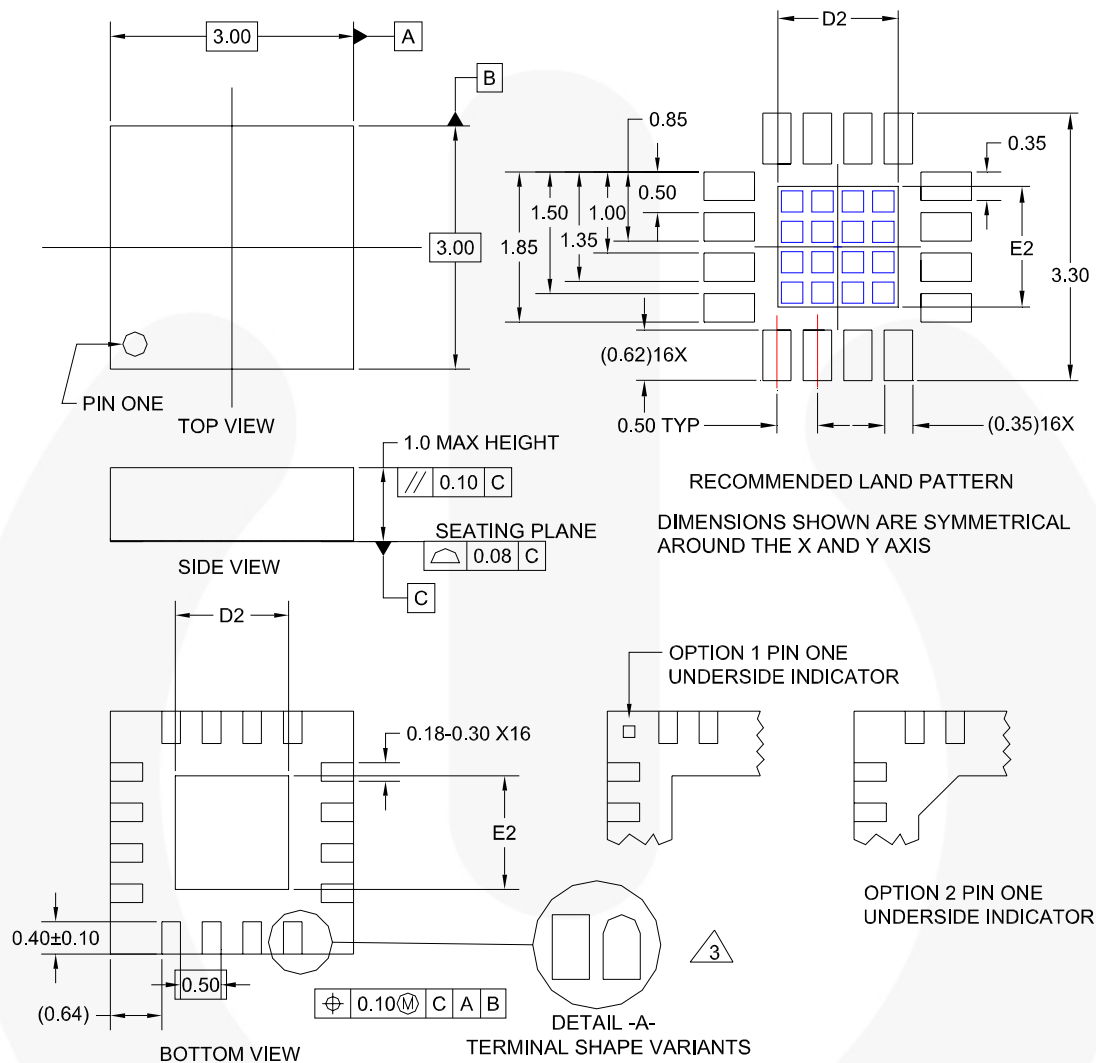 3.00
A
B
3.00
PIN ONE
TOP VIEW
D2
0.85
0.35
0.50
1.00
1.50
1.35
1.85
E2
3.30
(0.62)16X
0.50 TYP
(0.35)16X
RECOMMENDED LAND PATTERN
DIMENSIONS SHOWN ARE SYMMETRICAL
AROUND THE X AND Y AXIS
1.0 MAX HEIGHT
// 0.10 C
SEATING PLANE
0.08 C
SIDE VIEW
C
D2
0.18-0.30 X16
E2
0.40±0.10
0.50
(0.64)
⌖ 0.10Ⓜ C A B
BOTTOM VIEW
OPTION 1 PIN ONE
UNDERSIDE INDICATOR
OPTION 2 PIN ONE
UNDERSIDE INDICATOR
3
DETAIL -A-
TERMINAL SHAPE VARIANTS